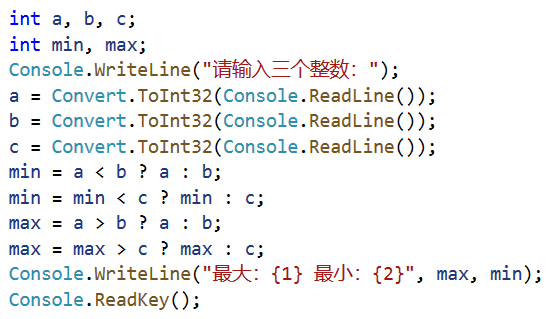 int a, b, c;
int min, max;
Console.WriteLine("请输入三个整数：");
a = Convert.ToInt32(Console.ReadLine());
b = Convert.ToInt32(Console.ReadLine());
c = Convert.ToInt32(Console.ReadLine());
min = a < b ? a : b;
min = min < c ? min : c;
max = a > b ? a : b;
max = max > c ? max : c;
Console.WriteLine("最大：{1} 最小：{2}", max, min);
Console.ReadKey();